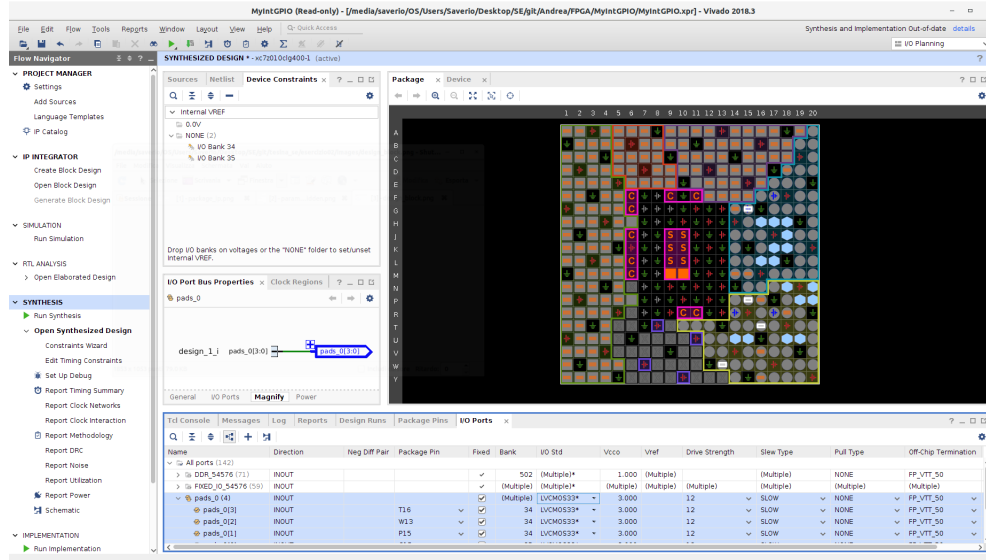 MyIntGPIO (Read-only) - [/media/saverio/OS/Users/Saverio/Desktop/SE/git/Andrea/FPGA/MyIntGPIO/MyIntGPIO.xpr] - Vivado 2018.3
File Edit Flow Tools Reports Window Layout View Help Quick Access
Synthesis and Implementation Out-of-date details
I/O Planning
Flow Navigator
SYNTHESIZED DESIGN * - xc7z010clg400-1 (active)
PROJECT MANAGER
Settings
Add Sources
Language Templates
IP Catalog
IP INTEGRATOR
Create Block Design
Open Block Design
Generate Block Design
SIMULATION
Run Simulation
RTL ANALYSIS
Open Elaborated Design
SYNTHESIS
Run Synthesis
Open Synthesized Design
Constraints Wizard
Edit Timing Constraints
Set Up Debug
Report Timing Summary
Report Clock Networks
Report Clock Interaction
Report Methodology
Report DRC
Report Noise
Report Utilization
Report Power
Schematic
IMPLEMENTATION
Run Implementation
Sources Netlist Device Constraints
Internal VREF
0.0V
NONE (2)
I/O Bank 34
I/O Bank 35
Drop I/O banks on voltages or the "NONE" folder to set/unset
Internal VREF.
I/O Port Bus Properties Clock Regions
pads_0
design_1_i pads_0[3:0] pads_0[3:0]
General I/O Ports Magnify Power
Package Device
1 2 3 4 5 6 7 8 9 10 11 12 13 14 15 16 17 18 19 20
A
B
C
D
E
F C C C
G
H
J C S S
K C S S
L C S S
M C
N
P
R C C
T
U
V
W
Y
Tcl Console Messages Log Reports Design Runs Package Pins I/O Ports
Name Direction Neg Diff Pair Package Pin Fixed Bank I/O Std Vcco Vref Drive Strength Slew Type Pull Type Off-Chip Termination
All ports (142)
DDR_54576 (71) INOUT 502 (Multiple)* 1.000 (Multiple) (Multiple) NONE FP_VTT_50
FIXED_IO_54576 (59) INOUT (Multiple) (Multiple) (Multiple) (Multiple) (Multiple) (Multiple) NONE FP_VTT_50
pads_0 (4) INOUT (Multiple) LVCMOS33* 3.000 12 SLOW NONE FP_VTT_50
pads_0[3] INOUT T16 34 LVCMOS33* 3.000 12 SLOW NONE FP_VTT_50
pads_0[2] INOUT W13 34 LVCMOS33* 3.000 12 SLOW NONE FP_VTT_50
pads_0[1] INOUT P15 34 LVCMOS33* 3.000 12 SLOW NONE FP_VTT_50